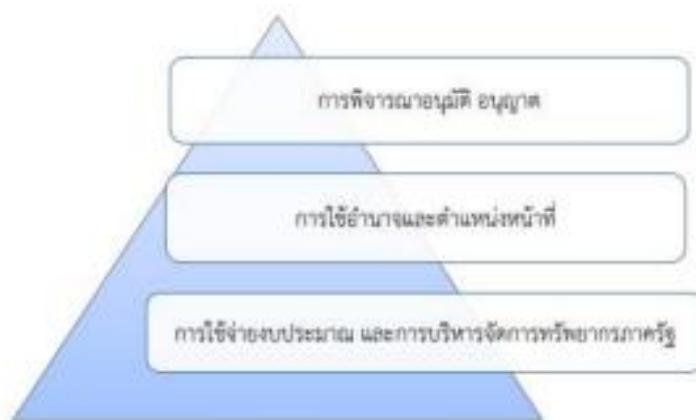 การพิจารณาอนุมัติ อนุญาต
การใช้อำนาจและตำแหน่งหน้าที่
การใช้จ่ายงบประมาณ และการบริหารจัดการทรัพยากรภาครัฐ